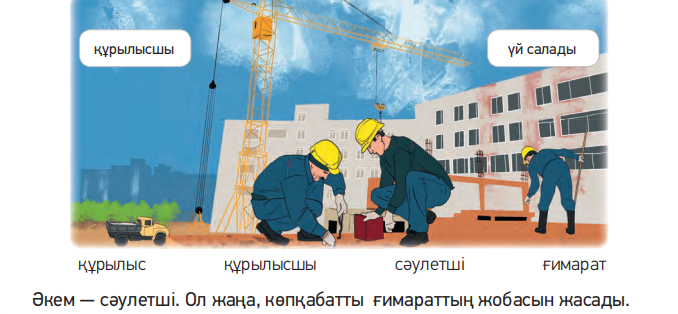 құрылысшы үй салады
құрылыс құрылысшы сәулетші ғимарат
Әкем — сәулетші. Ол жаңа, көпқабатты ғимараттың жобасын жасады.